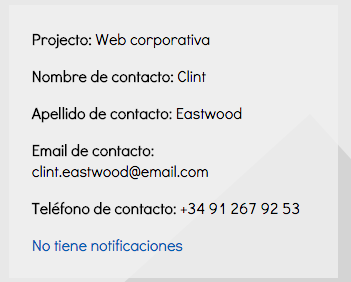 Projecto: Web corporativa
Nombre de contacto: Clint
Apellido de contacto: Eastwood
Email de contacto:
clint.eastwood@email.com
Teléfono de contacto: +34 91 267 92 53
No tiene notificaciones